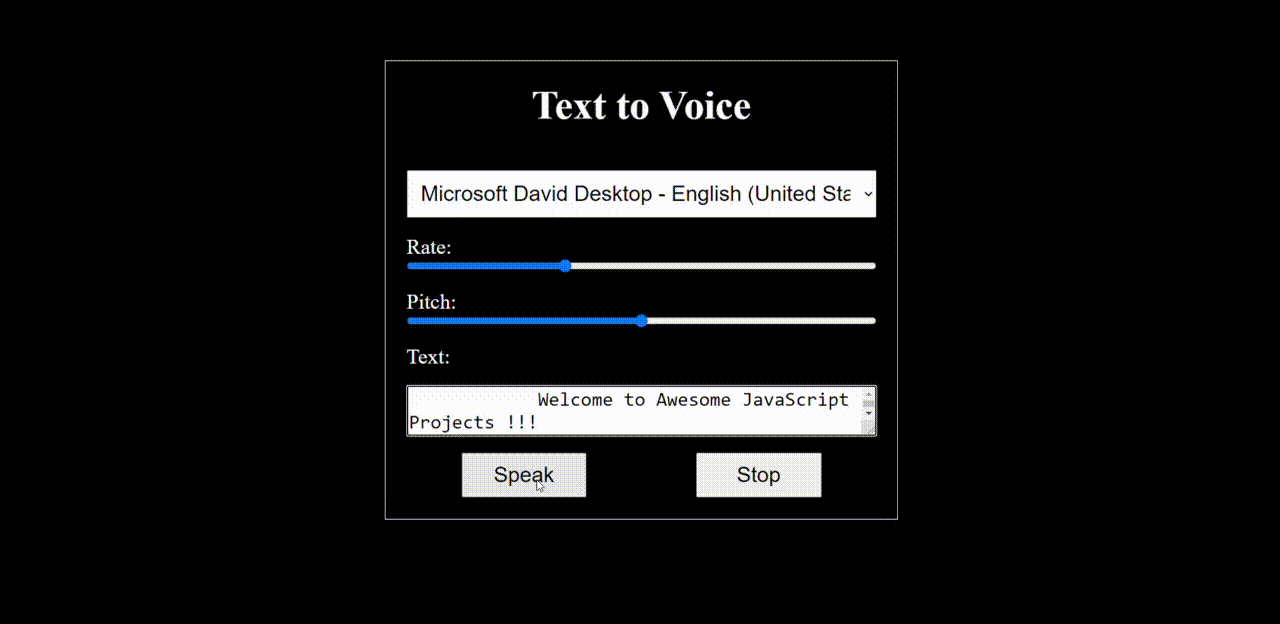 Text to Voice
Microsoft David Desktop - English (United Sta
Rate:
Pitch:
Text:
Welcome to Awesome JavaScript
Projects !!!
Speak Stop